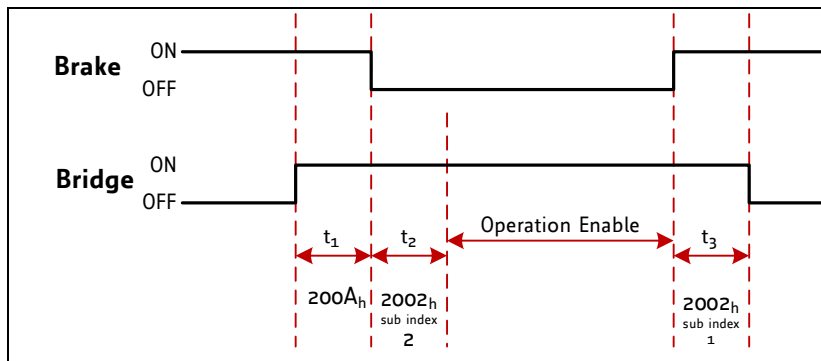 ON
Brake
OFF
ON
Bridge
OFF
Operation Enable
t₁
t₂
t₃
200Aₕ
2002ₕ
sub index
2
2002ₕ
sub index
1